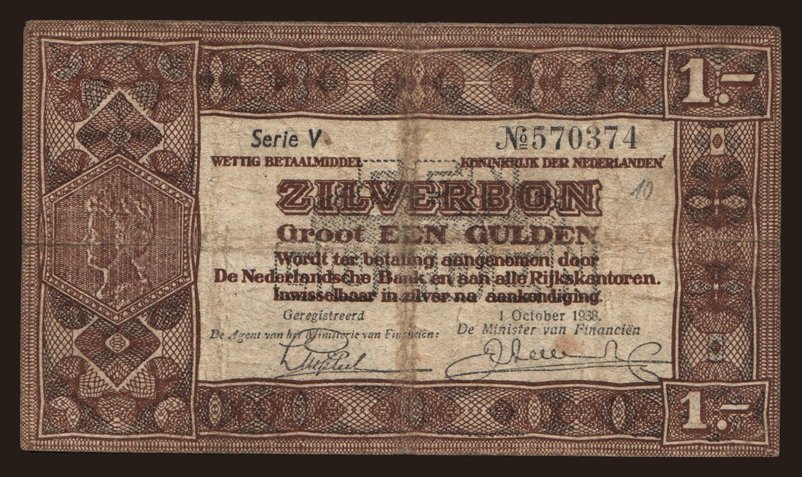 1.-
Serie V
No 570374
WETTIG BETAALMIDDEL
KONINKRIJK DER NEDERLANDEN
ZILVERBON
10
Groot EEN GULDEN
Wordt ter betaling aangenomen door
De Nederlandsche Bank en aan alle Rijkskantoren.
Inwisselbaar in zilver na aankondiging.
Geregistreerd
1 October 1938.
De Agent van het Ministerie van Financiën:
De Minister van Financiën
1.-